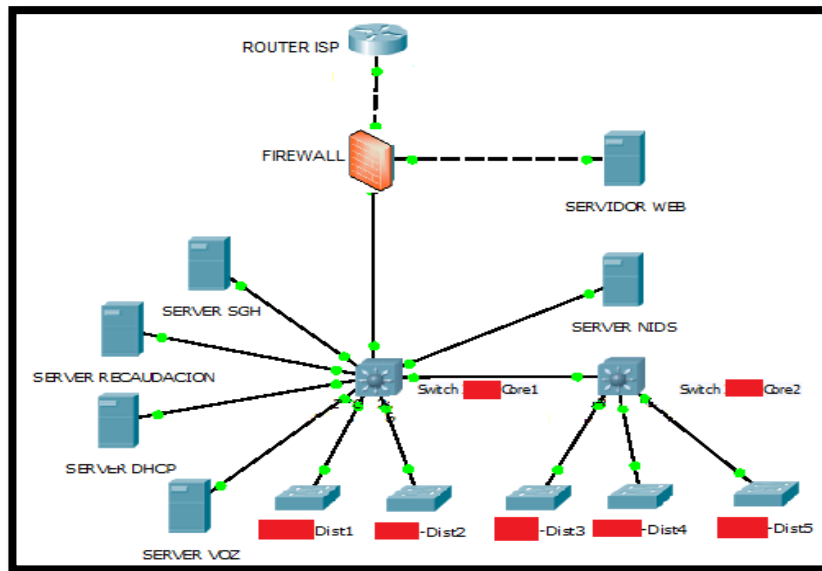 ROUTER ISP
FIREWALL
SERVIDOR WEB
SERVER SGH
SERVER NIDS
SERVER RECAUDACION
Switch Core1
Switch Core2
SERVER DHCP
Dist1
-Dist2
-Dist3
-Dist4
-Dist5
SERVER VOZ